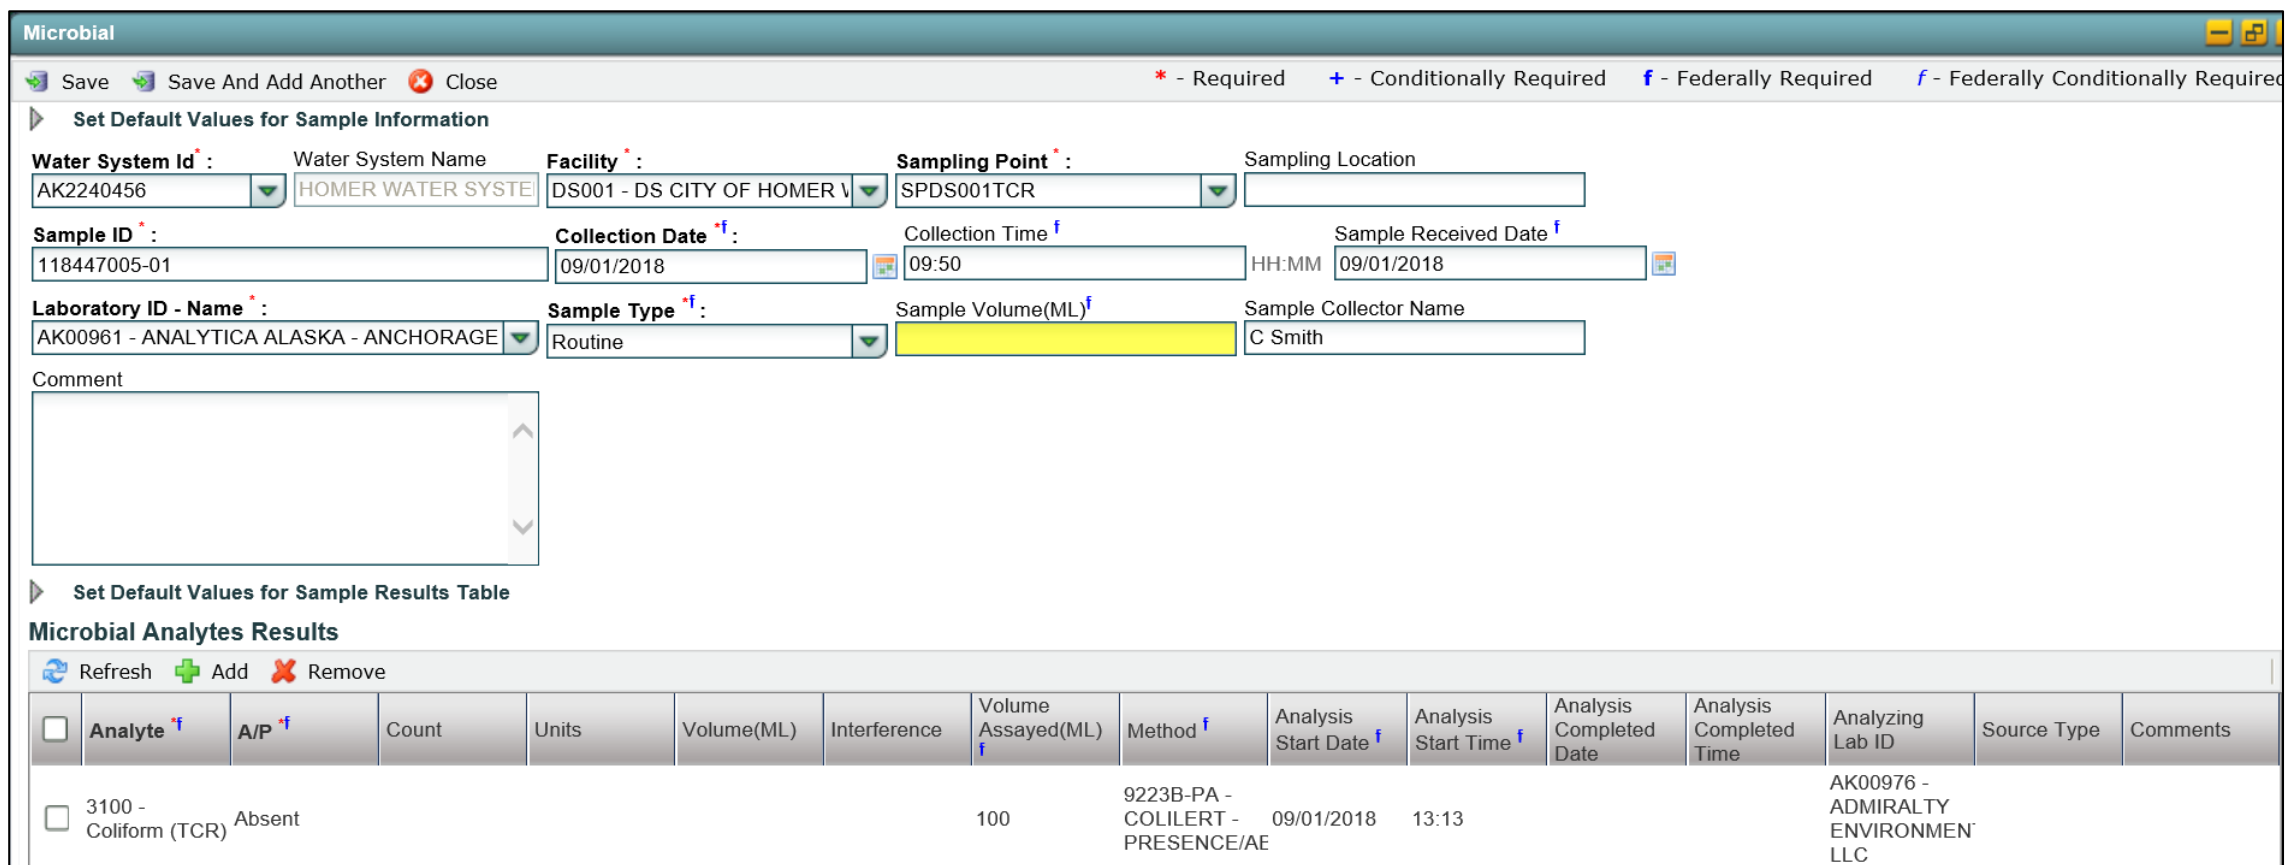 Microbial
Save Save And Add Another Close * - Required + - Conditionally Required f - Federally Required f - Federally Conditionally Required
Set Default Values for Sample Information
Water System Id * : Water System Name Facility * : Sampling Point * : Sampling Location
AK2240456 HOMER WATER SYSTE DS001 - DS CITY OF HOMER SPDS001TCR
Sample ID * : Collection Date *f : Collection Time f Sample Received Date f
118447005-01 09/01/2018 09:50 HH:MM 09/01/2018
Laboratory ID - Name * : Sample Type *f : Sample Volume(ML)f Sample Collector Name
AK00961 - ANALYTICA ALASKA - ANCHORAGE Routine C Smith
Comment
Set Default Values for Sample Results Table
Microbial Analytes Results
Refresh Add Remove
Analyte *f A/P *f Count Units Volume(ML) Interference Volume Assayed(ML) f Method f Analysis Start Date f Analysis Start Time f Analysis Completed Date Analysis Completed Time Analyzing Lab ID Source Type Comments
3100 - Coliform (TCR) Absent 100 9223B-PA - COLILERT - PRESENCE/AE 09/01/2018 13:13 AK00976 - ADMIRALTY ENVIRONMEN LLC